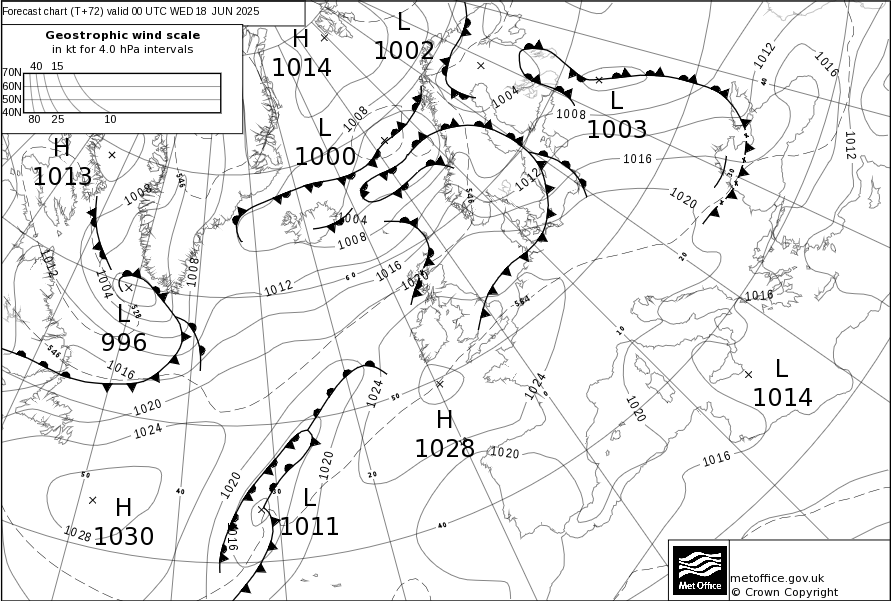 Forecast chart (T+72) valid 00 UTC WED 18 JUN 2025
Geostrophic wind scale
in kt for 4.0 hPa intervals
40 15
70N
60N
50N
40N
80 25 10
H
1014
L
1002
1012
1016
40
1004
1008
L
1003
1008
L
1000
1012
H
1013
546
1008
1016
1012
546
1020
30
1004
1008
1012
1004
1008
1016
1020
60
1012
20
528
564
1016
L
996
10
546
1016
L
1014
1024
1024
0
50
1020
1020
1024
H
1028
1020
1016
50
40
1020
1020
20
30
H
1030
L
1011
1028
1016
40
Met Office
metoffice.gov.uk
© Crown Copyright